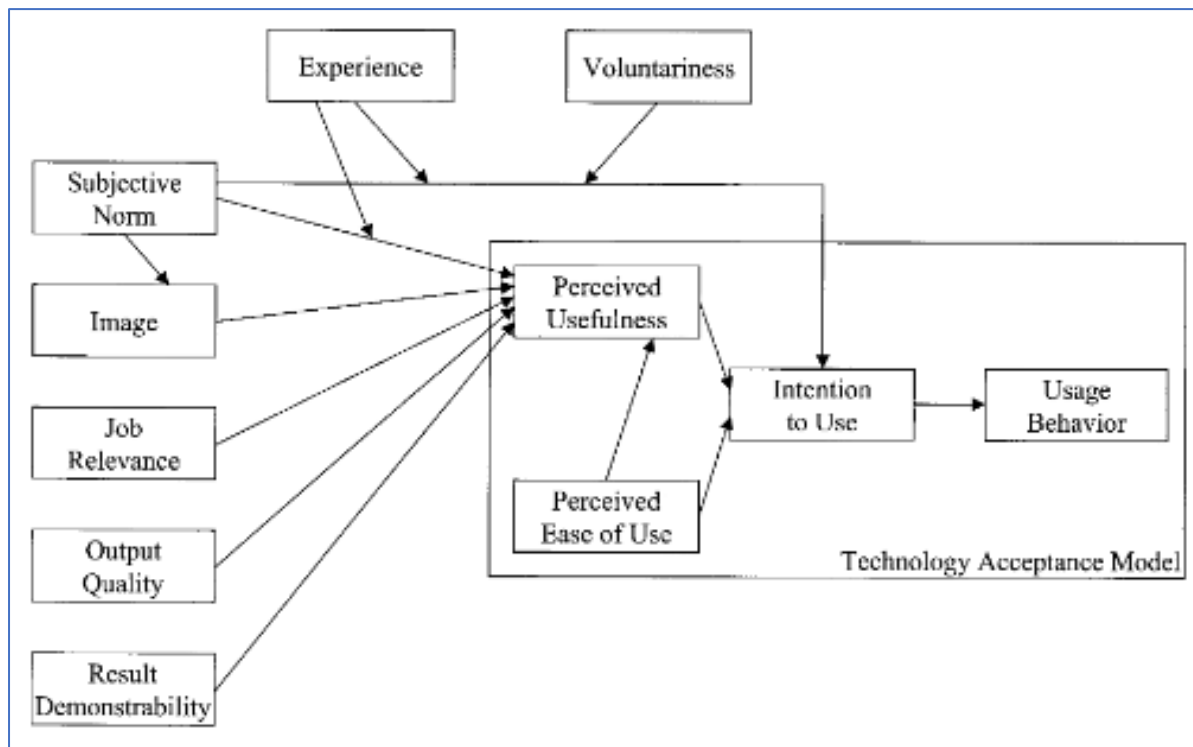 Experience
Voluntariness
Subjective
Norm
Image
Job
Relevance
Output
Quality
Result
Demonstrability
Perceived
Usefulness
Perceived
Ease of Use
Intention
to Use
Usage
Behavior
Technology Acceptance Model